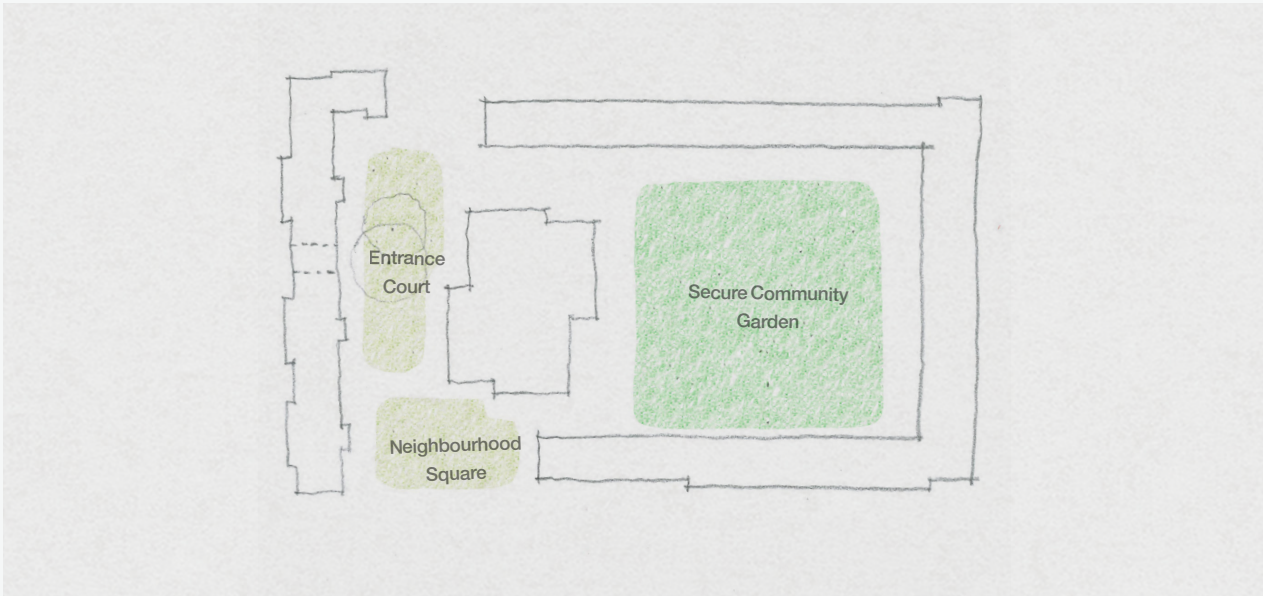 Entrance
Court
Secure Community
Garden
Neighbourhood
Square